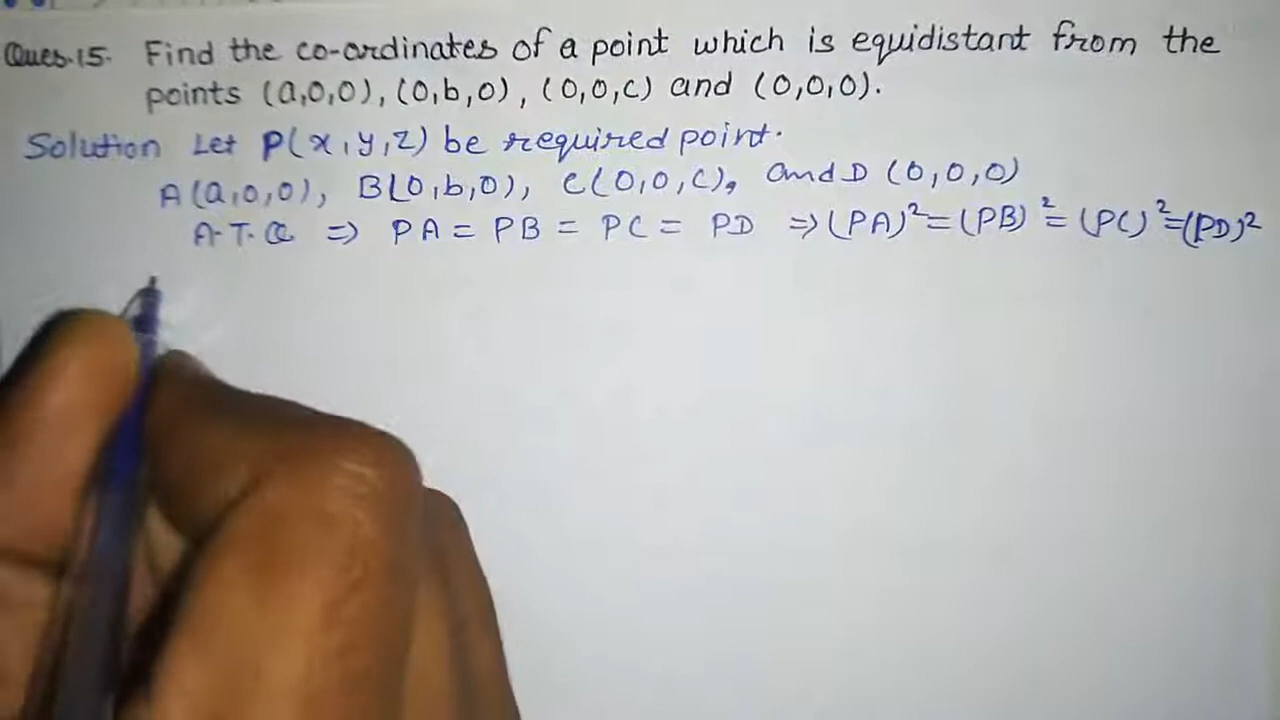 Ques.15. Find the co-ordinates of a point which is equidistant from the
points (a,0,0), (0,b,0), (0,0,c) and (0,0,0).
Solution Let P(x,y,z) be required point.
A(a,0,0), B(0,b,0), C(0,0,c), and D (0,0,0)
A.T.Q ⇒ PA = PB = PC = PD ⇒ (PA)² = (PB)² = (PC)² = (PD)²